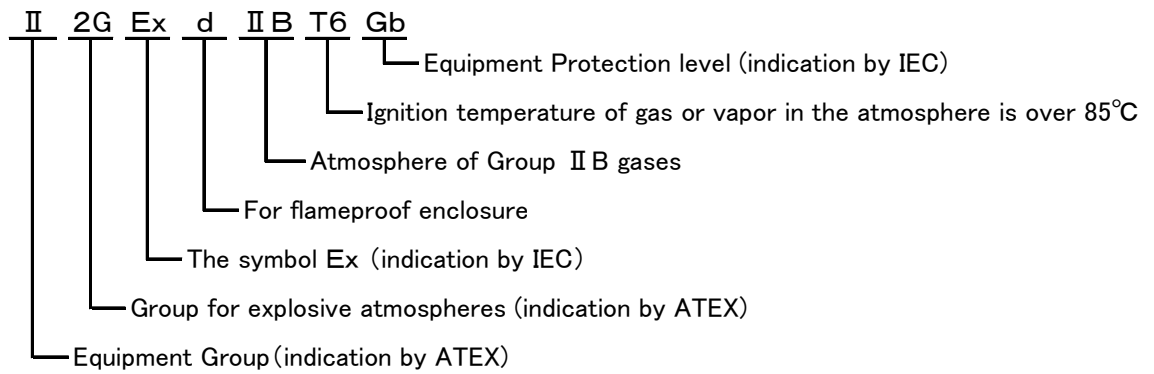 Ⅱ 2G Ex d ⅡB T6 Gb
Equipment Protection level (indication by IEC)
Ignition temperature of gas or vapor in the atmosphere is over 85℃
Atmosphere of Group ⅡB gases
For flameproof enclosure
The symbol Ex (indication by IEC)
Group for explosive atmospheres (indication by ATEX)
Equipment Group (indication by ATEX)